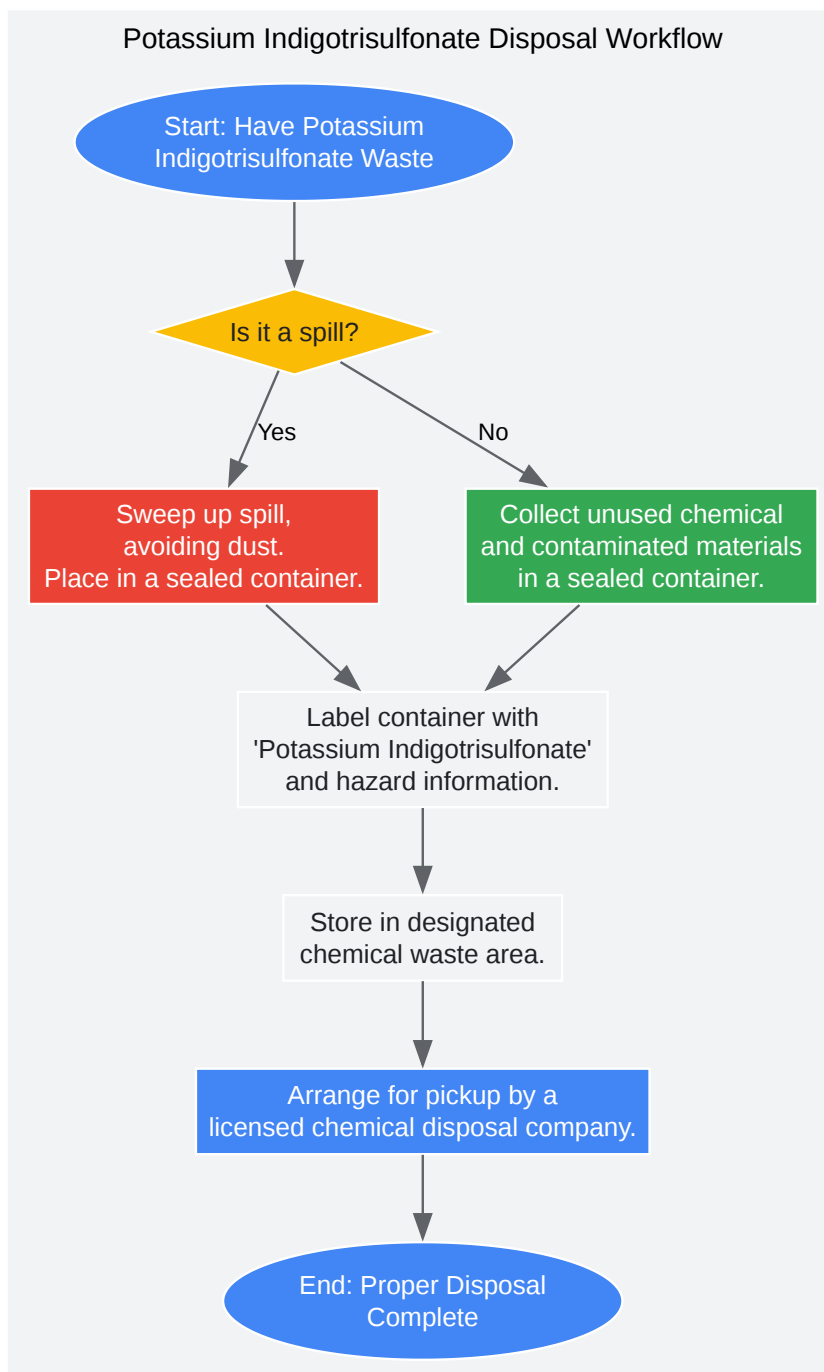 Potassium Indigotrisulfonate Disposal Workflow
Start: Have Potassium
Indigotrisulfonate Waste
Is it a spill?
Yes
No
Sweep up spill,
avoiding dust.
Place in a sealed container.
Collect unused chemical
and contaminated materials
in a sealed container.
Label container with
'Potassium Indigotrisulfonate'
and hazard information.
Store in designated
chemical waste area.
Arrange for pickup by a
licensed chemical disposal company.
End: Proper Disposal
Complete